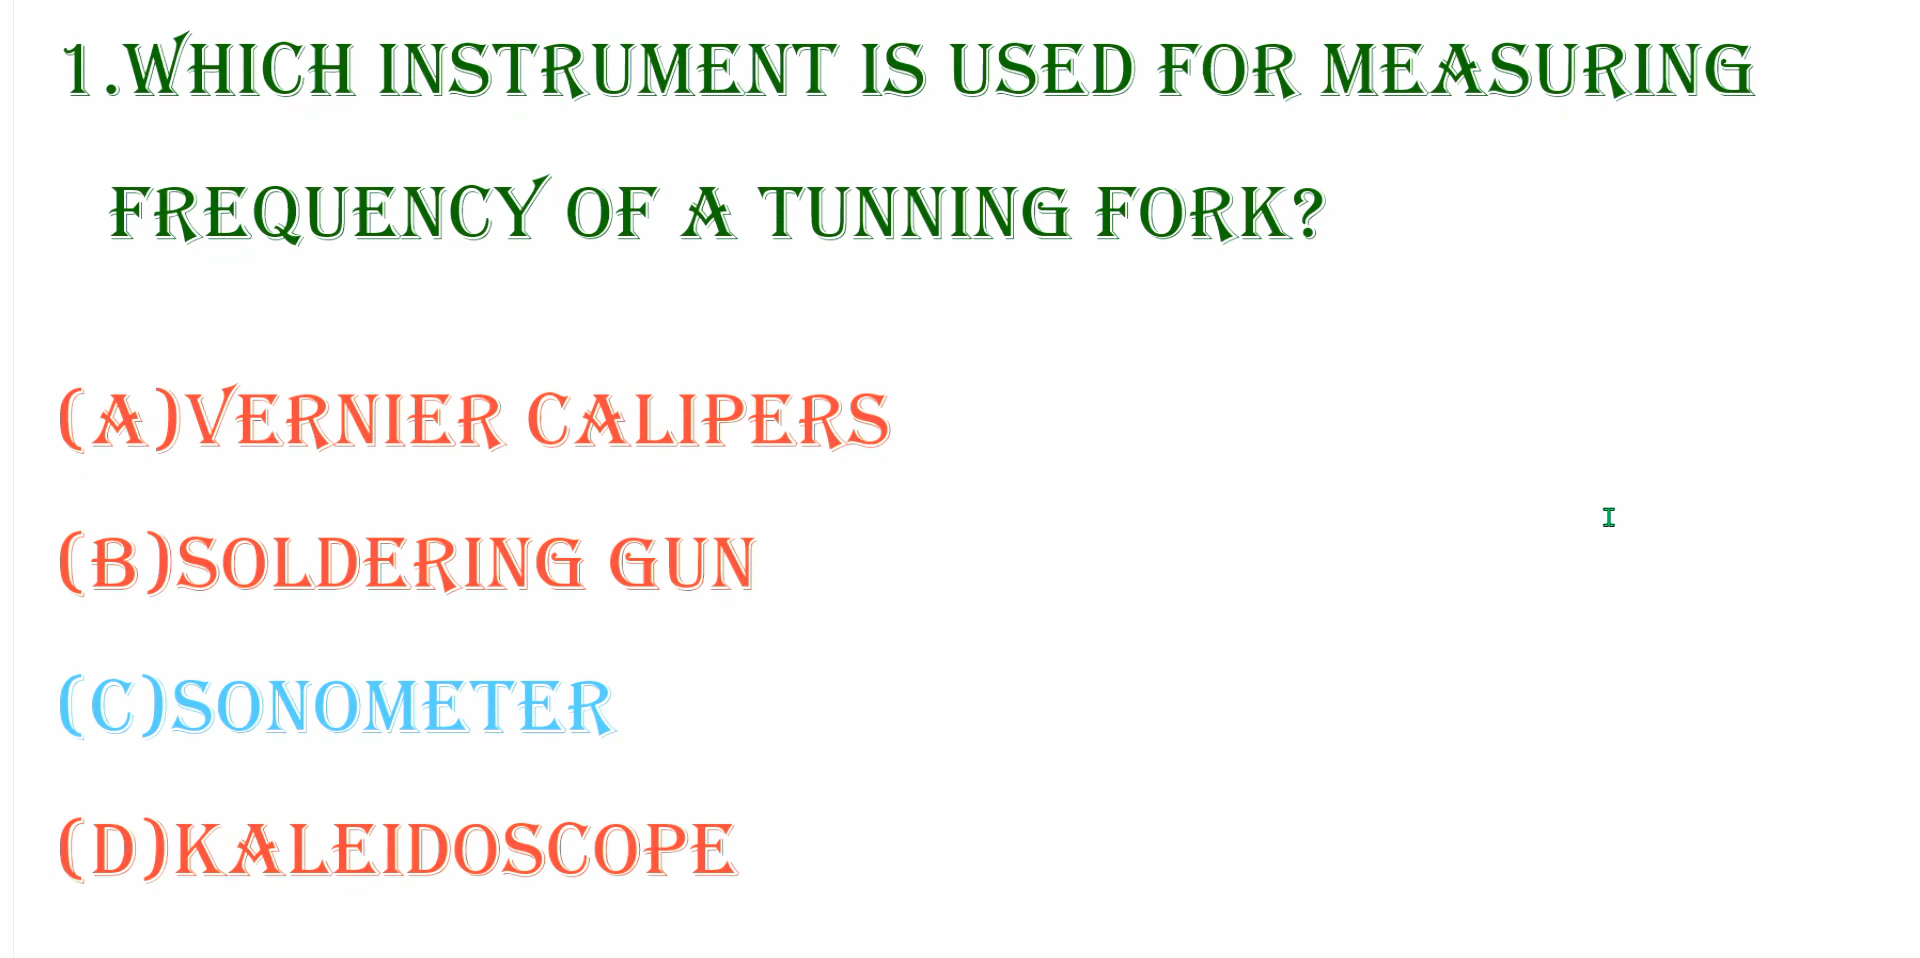 1.WHICH INSTRUMENT IS USED FOR MEASURING
FREQUENCY OF A TUNNING FORK?
(A)VERNIER CALIPERS
(B)SOLDERING GUN
(C)SONOMETER
(D)KALEIDOSCOPE